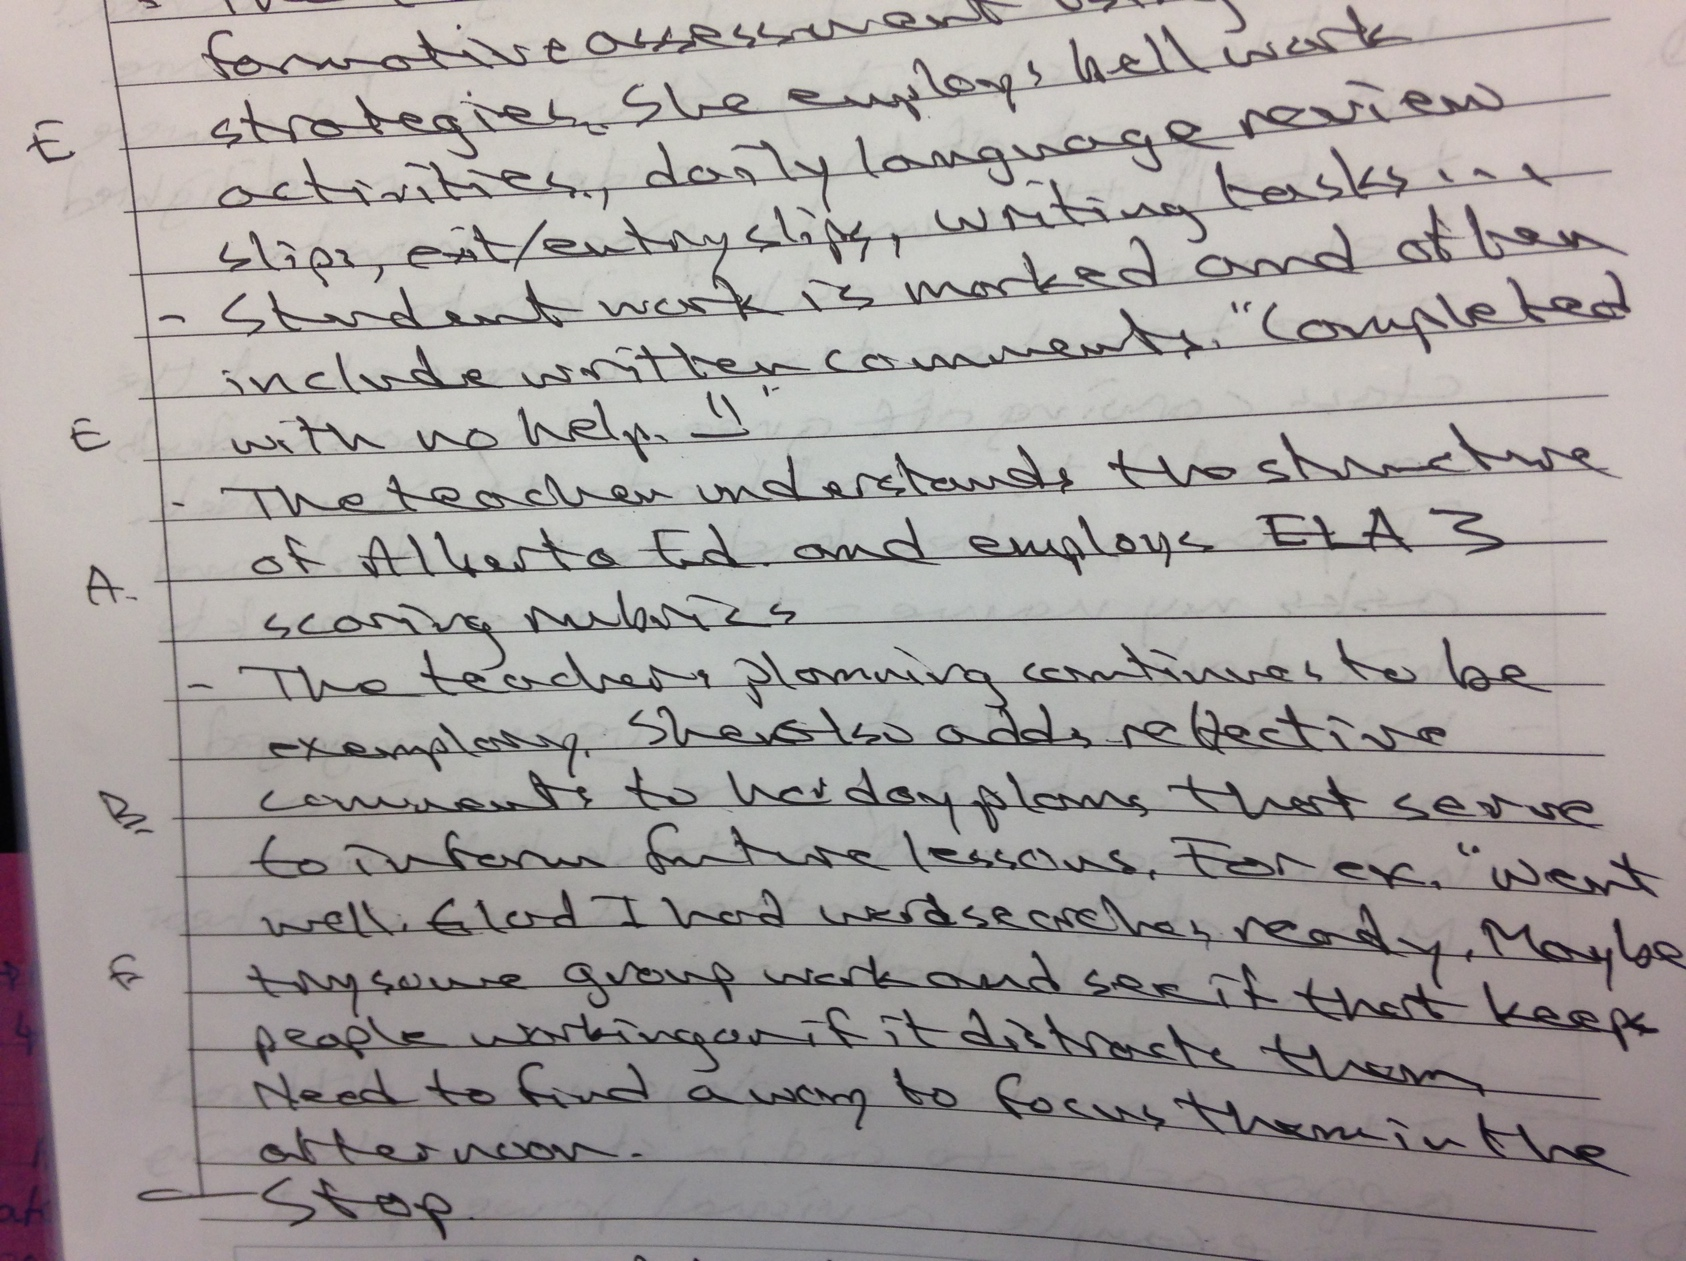 formative assessment using
strategies. She employs bell work
E
activities, daily language review
slips, exit/entry slips, writing tasks...
- Student work is marked and often
include written comments. "Completed
E
with no help. "
- The teacher understands the structure
of Alberta Ed. and employs ELA 3
A.
scoring rubrics
- The teacher's planning continues to be
exemplary. She also adds reflective
B.
comments to her day plans that serve
to inform future lessons. For ex. "Went
well. Glad I had wordsearches ready. Maybe
F
try some group work and see if that keeps
people working or if it distracts them
Need to find a way to focus them in the
afternoon.
Stop.